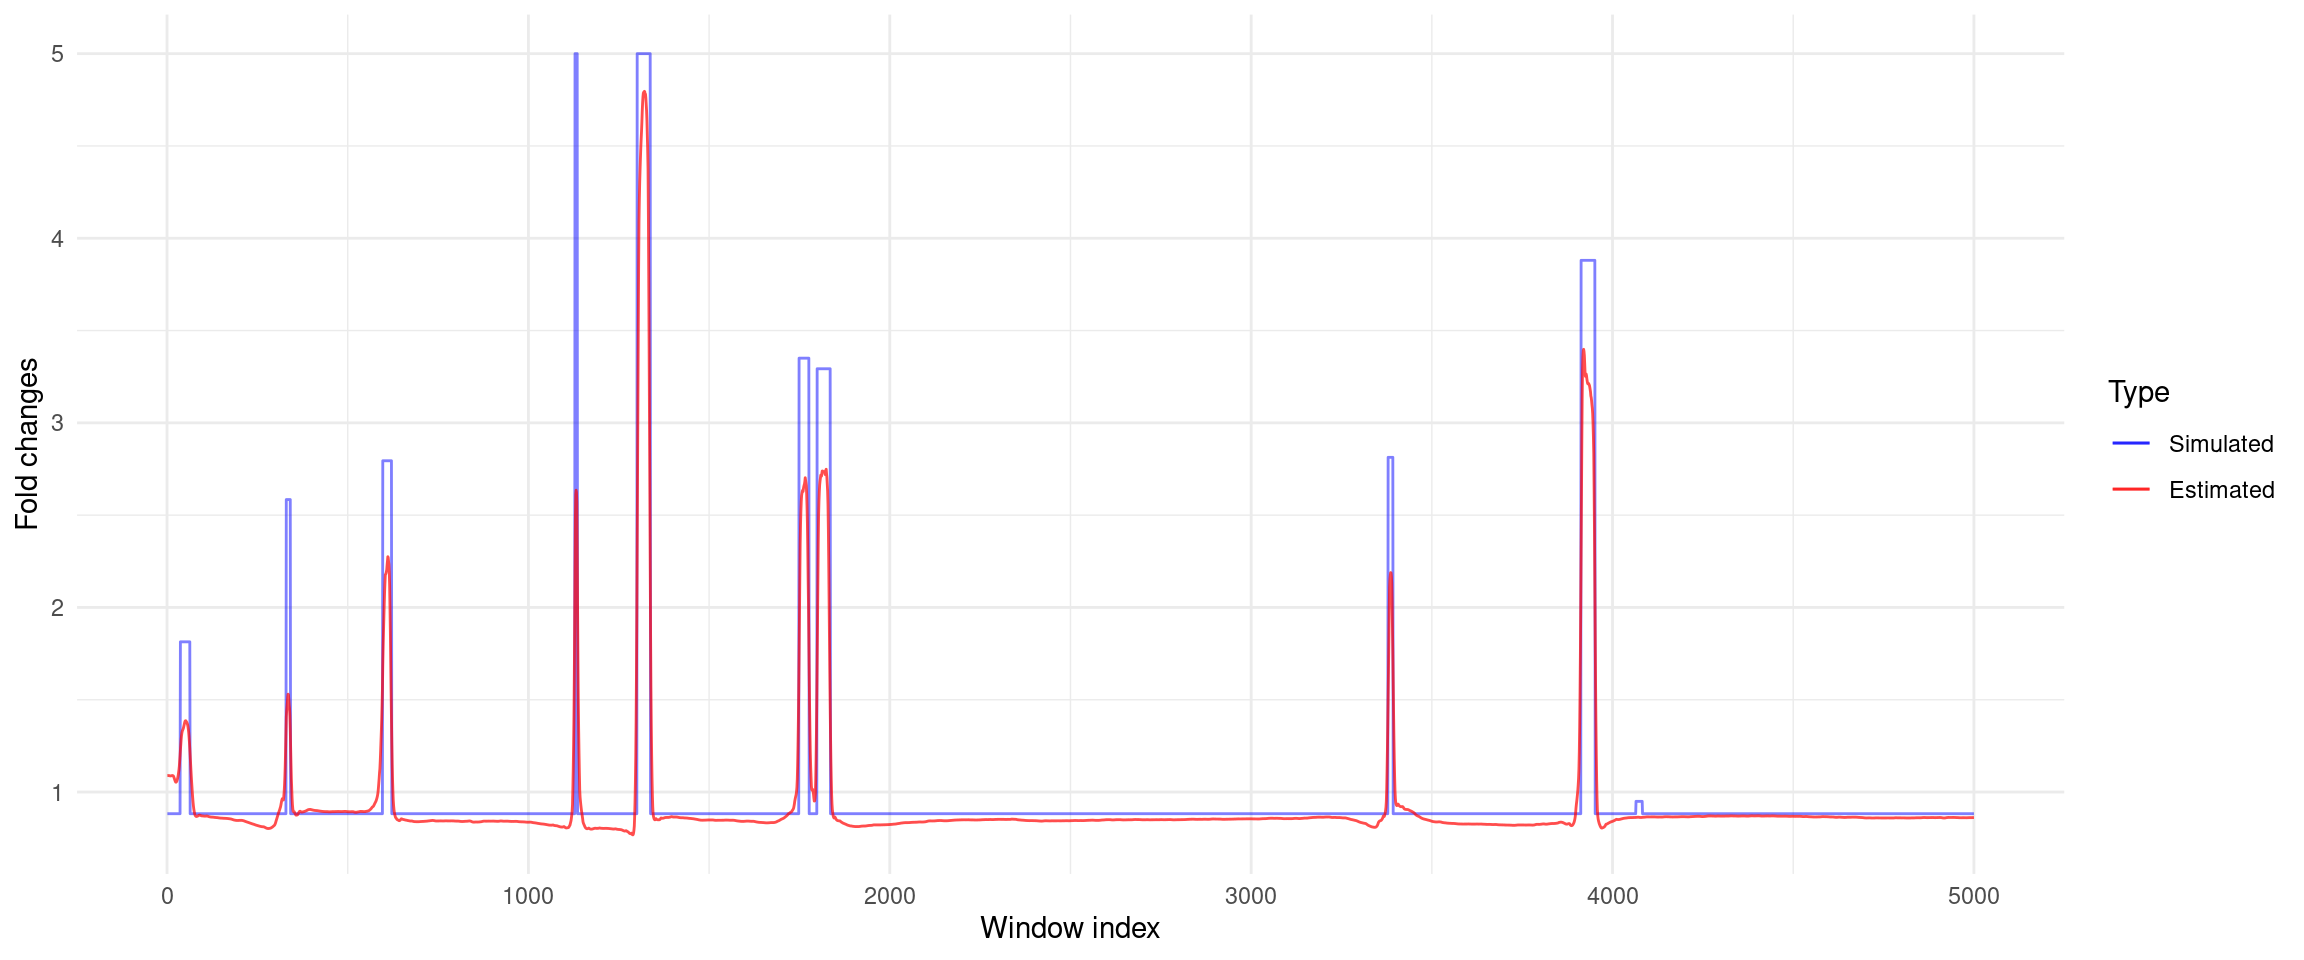 5
4
3
2
1
Fold changes
0 1000 2000 3000 4000 5000
Window index
Type
Simulated
Estimated